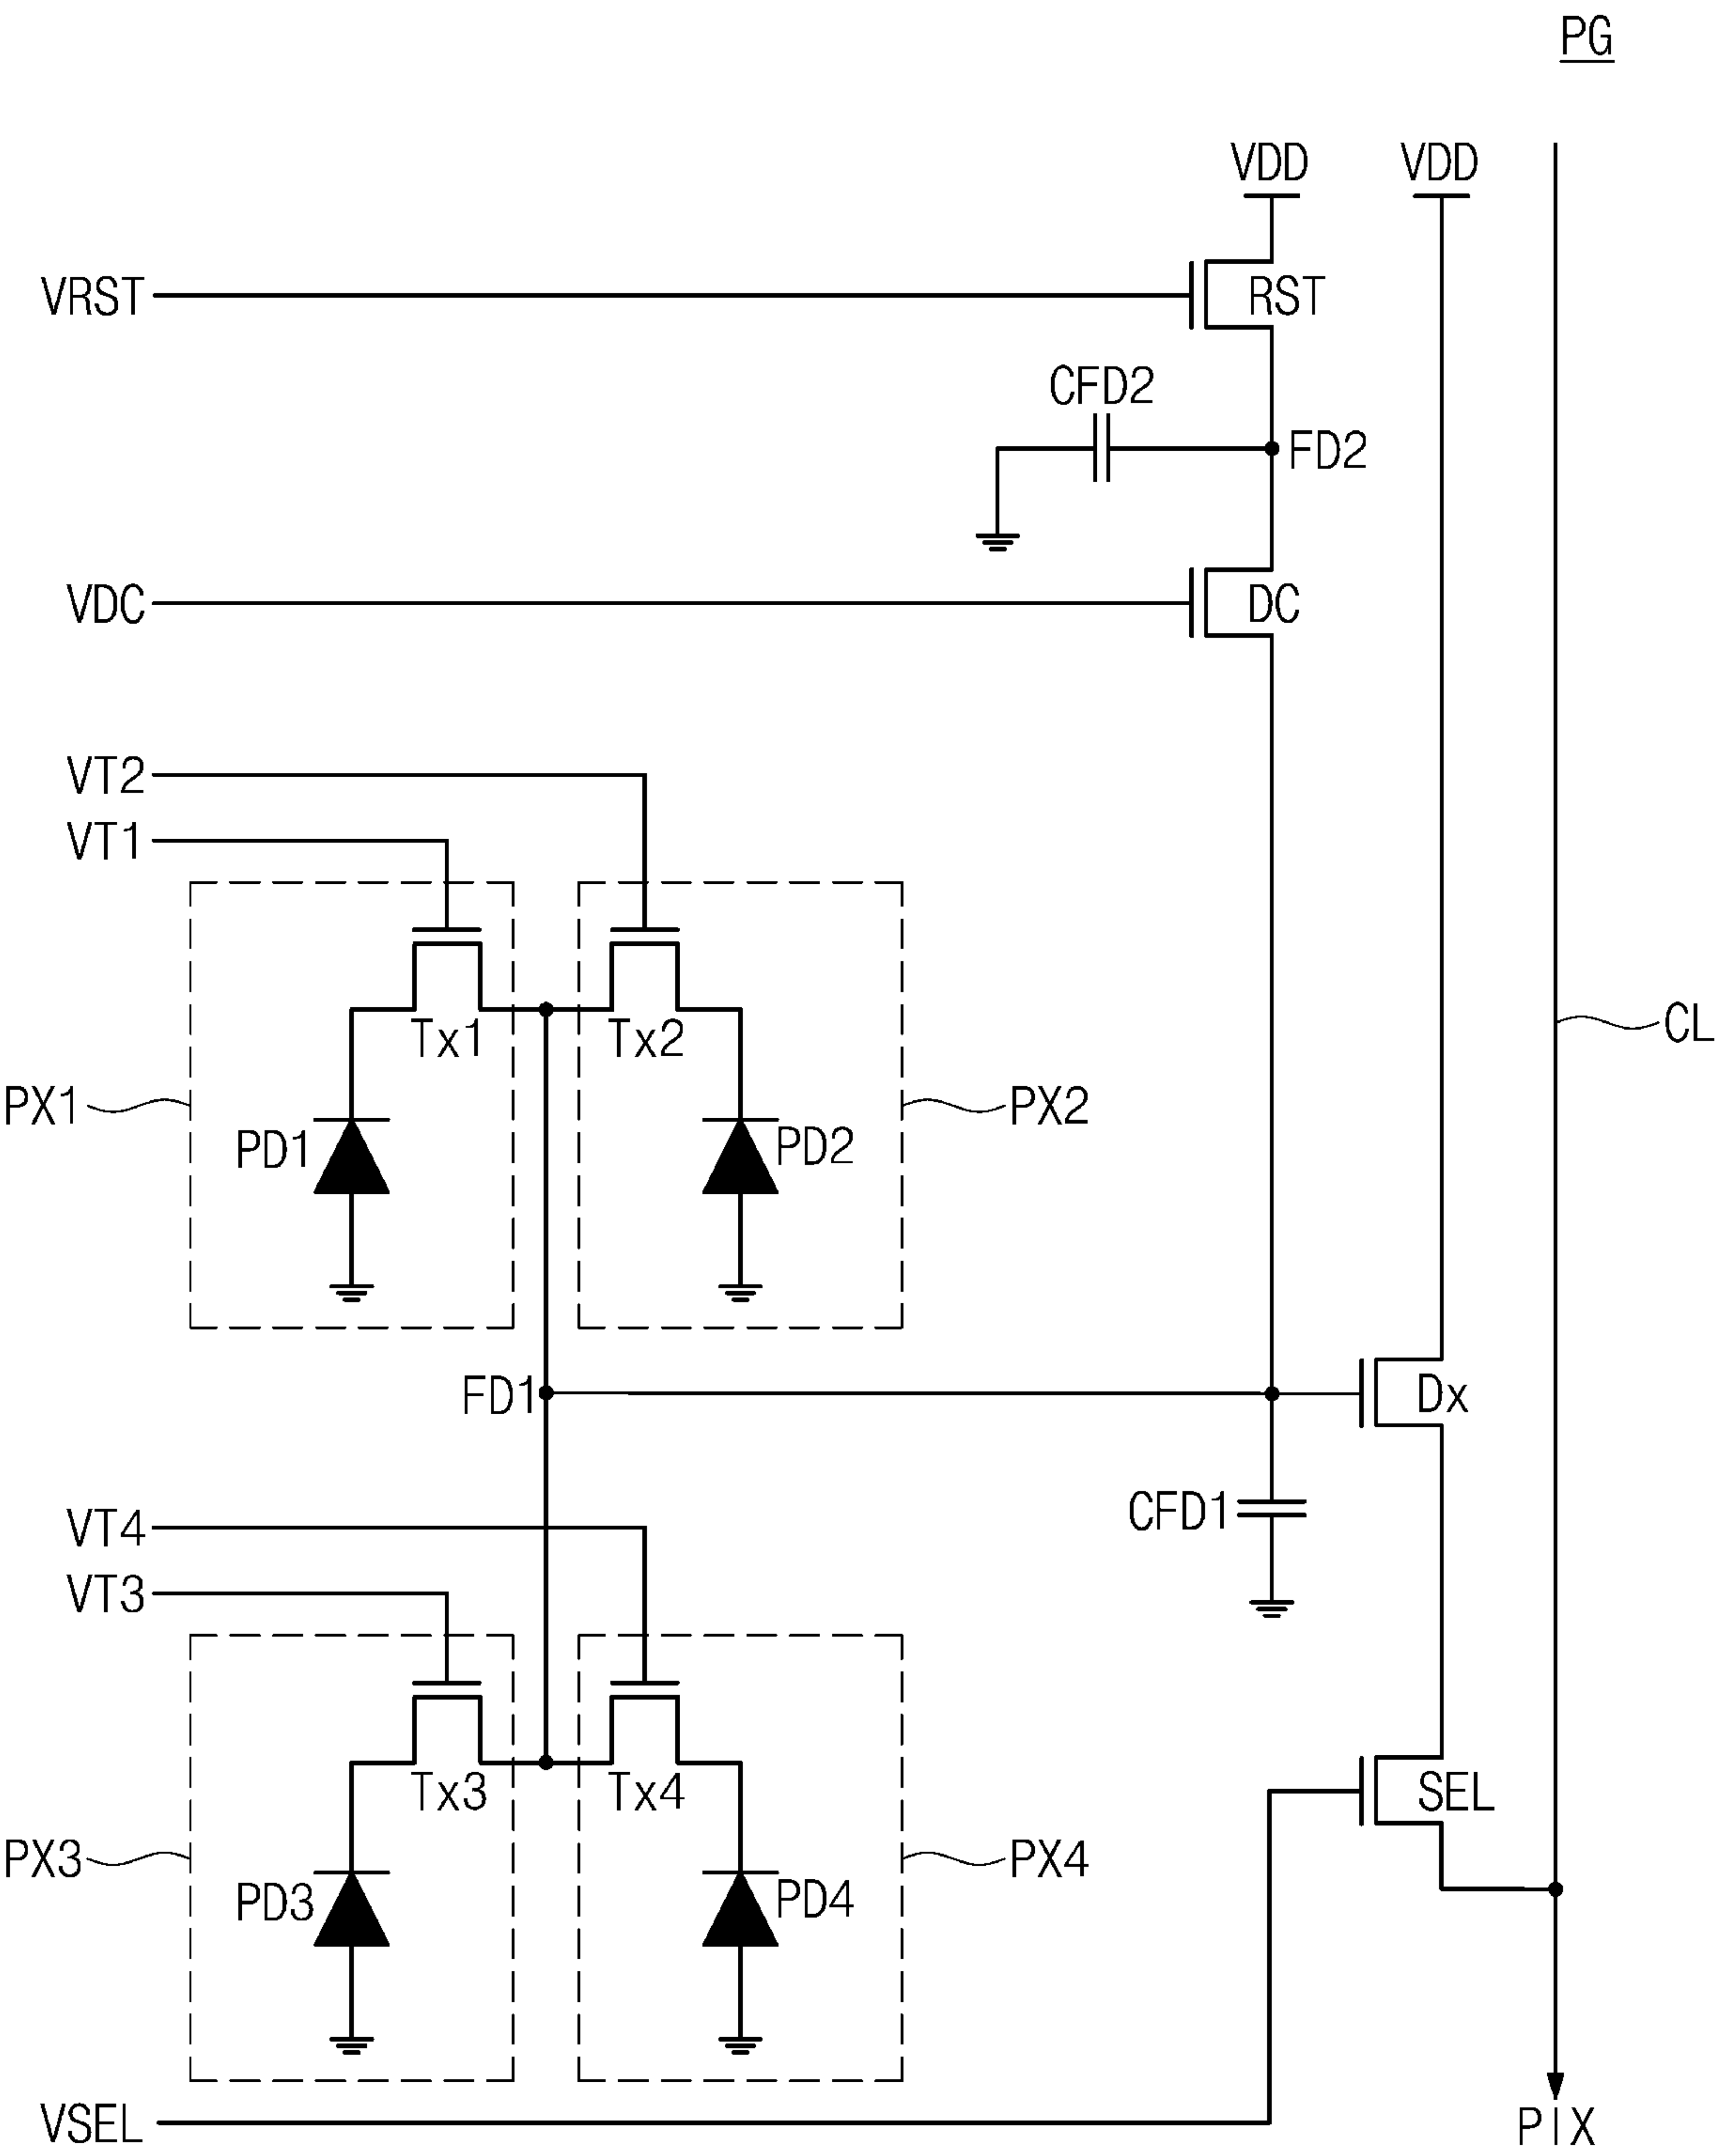 PG
VDD
VDD
VRST
RST
CFD2
FD2
VDC
DC
VT2
VT1
Tx1
Tx2
CL
PX1
PD1
PD2
PX2
FD1
Dx
CFD1
VT4
VT3
Tx3
Tx4
SEL
PX3
PD3
PD4
PX4
VSEL
PIX